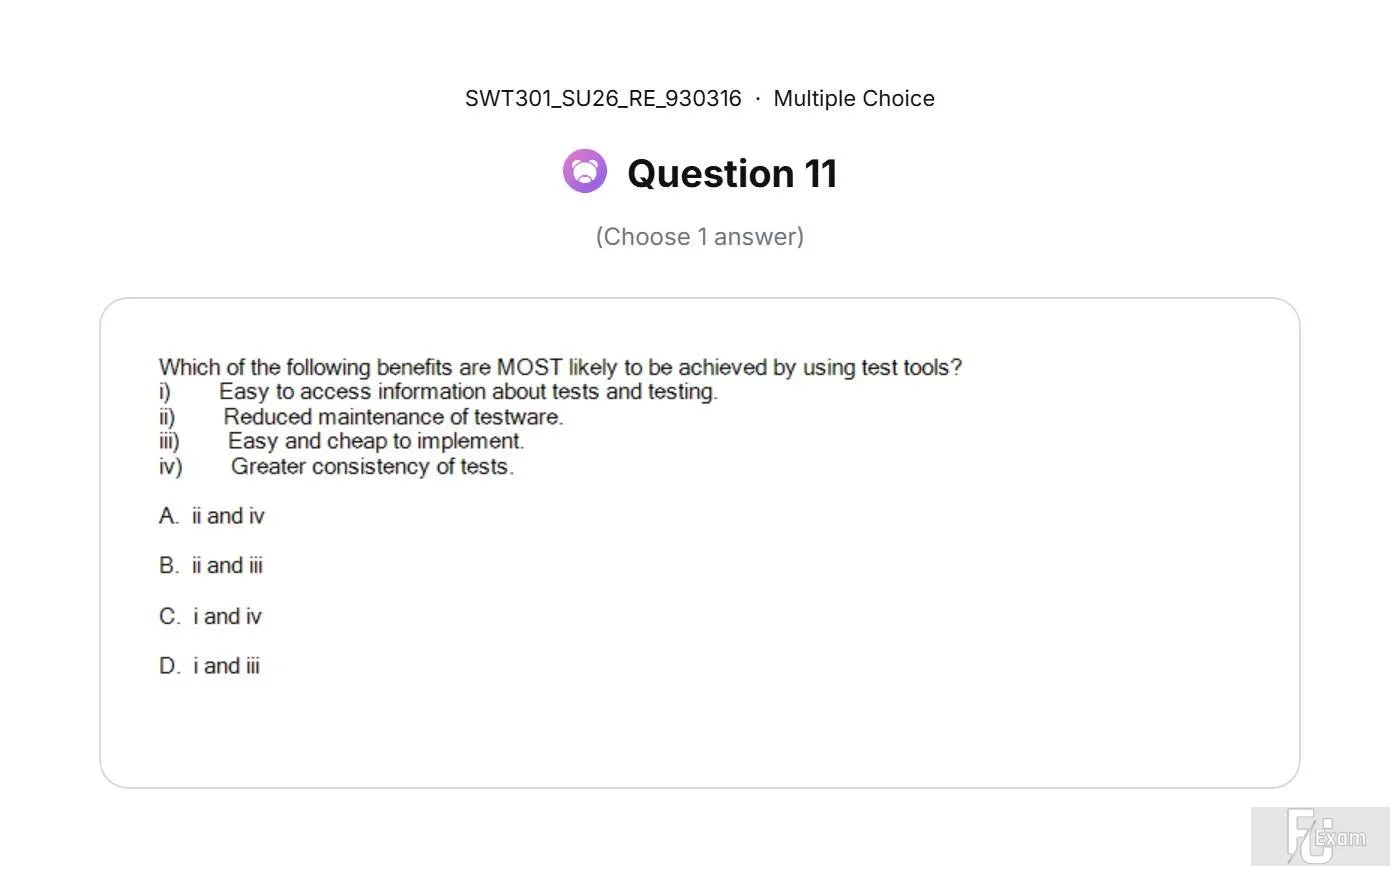 SWT301_SU26_RE_930316 · Multiple Choice
Question 11
(Choose 1 answer)
Which of the following benefits are MOST likely to be achieved by using test tools?
i) Easy to access information about tests and testing.
ii) Reduced maintenance of testware.
iii) Easy and cheap to implement.
iv) Greater consistency of tests.
A. ii and iv
B. ii and iii
C. i and iv
D. i and iii
Exam